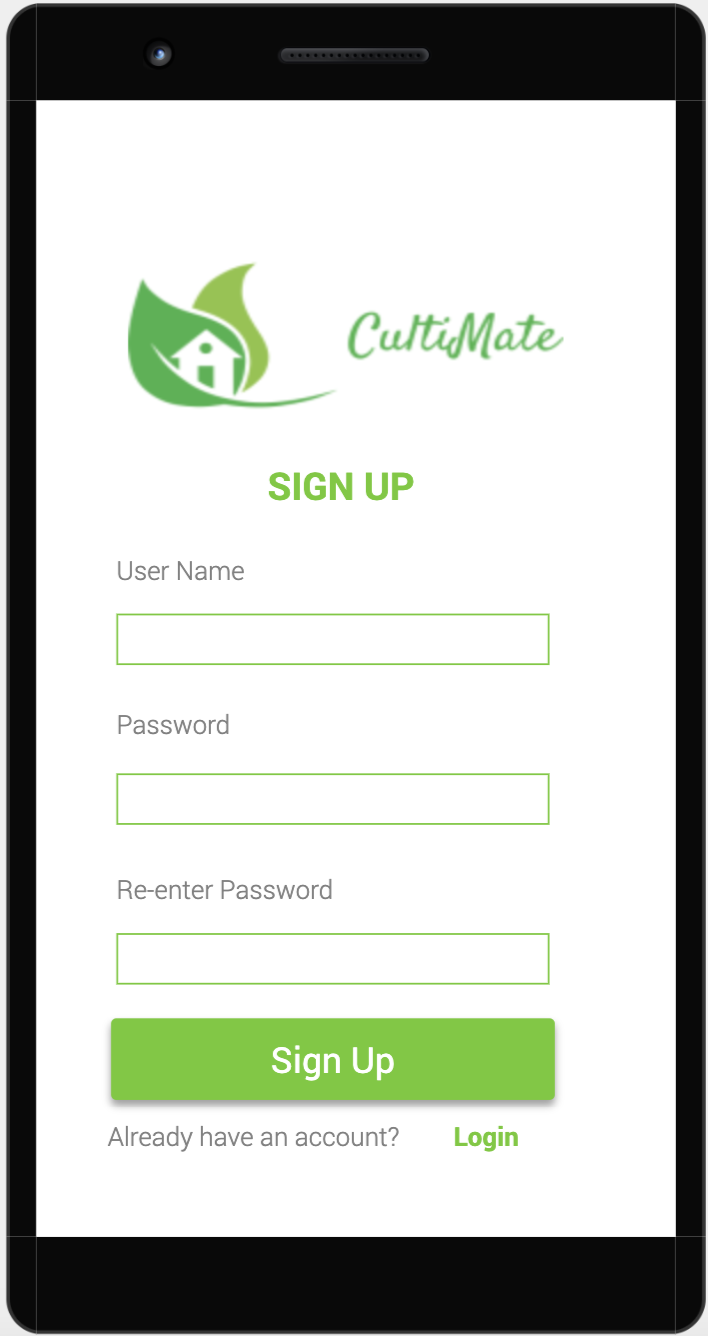 CultiMate
SIGN UP
User Name
Password
Re-enter Password
Sign Up
Already have an account? Login